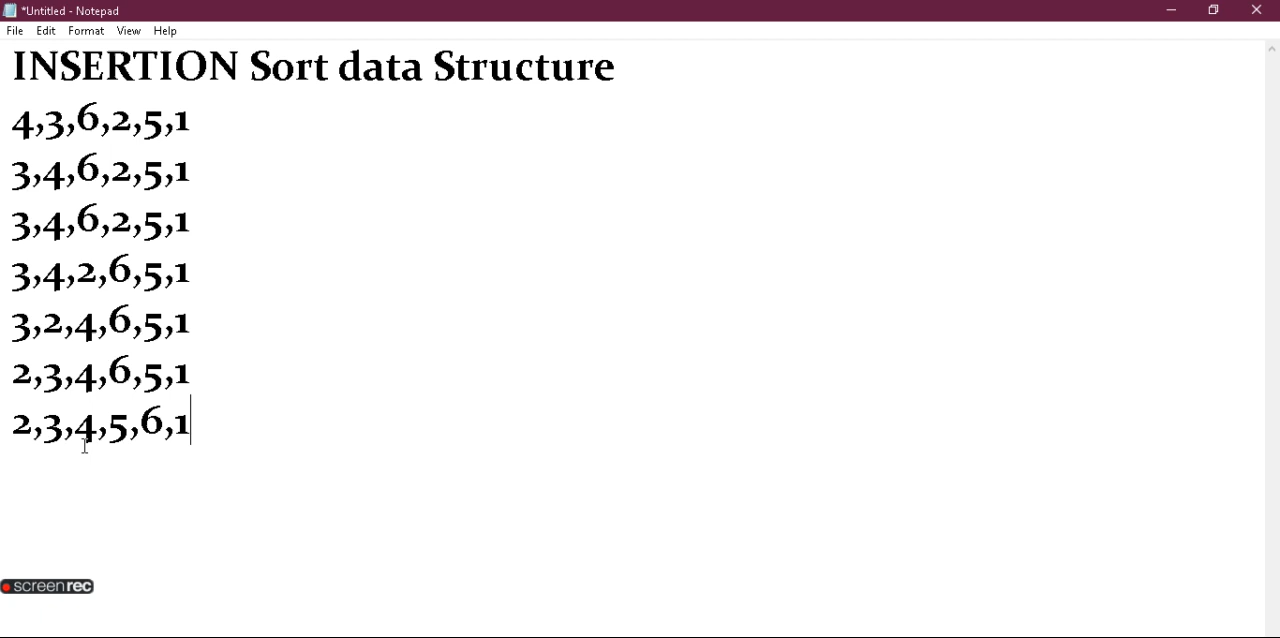 *Untitled - Notepad
File Edit Format View Help
INSERTION Sort data Structure
4,3,6,2,5,1
3,4,6,2,5,1
3,4,6,2,5,1
3,4,2,6,5,1
3,2,4,6,5,1
2,3,4,6,5,1
2,3,4,5,6,1
screenrec